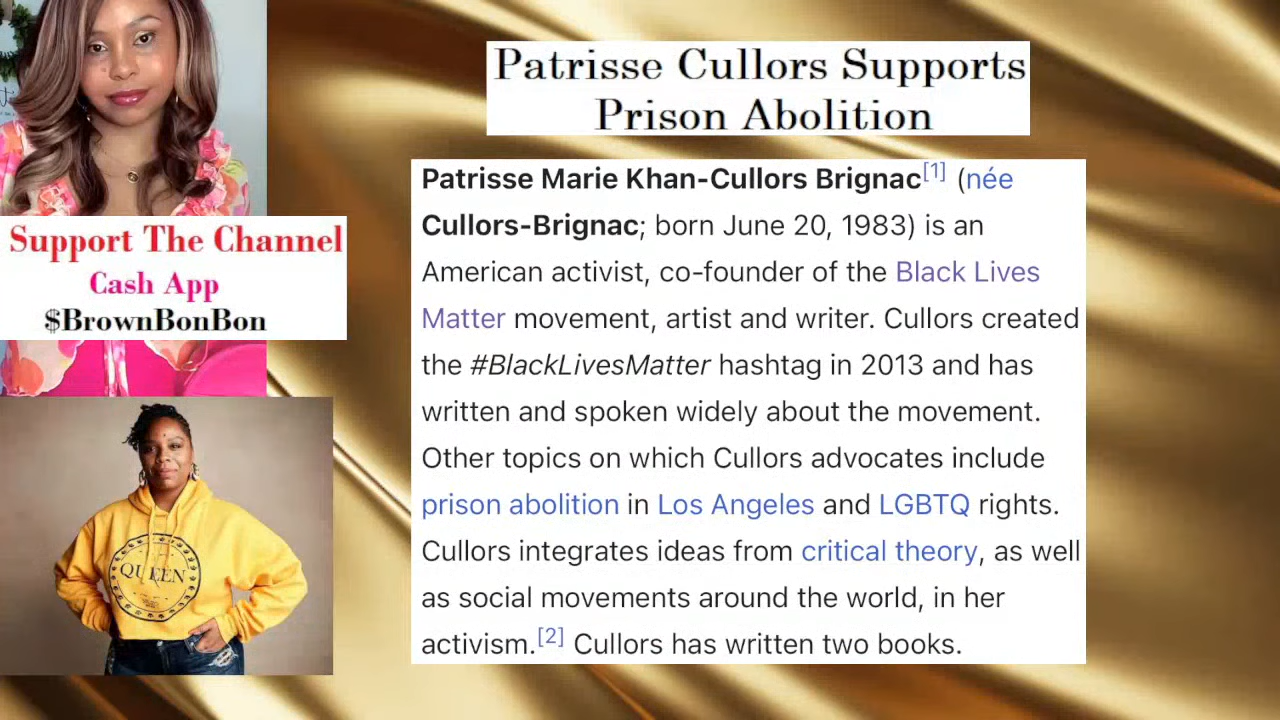 Patrisse Cullors Supports
Prison Abolition
Patrisse Marie Khan-Cullors Brignac[1] (née
Cullors-Brignac; born June 20, 1983) is an
American activist, co-founder of the Black Lives
Matter movement, artist and writer. Cullors created
the #BlackLivesMatter hashtag in 2013 and has
written and spoken widely about the movement.
Other topics on which Cullors advocates include
prison abolition in Los Angeles and LGBTQ rights.
Cullors integrates ideas from critical theory, as well
as social movements around the world, in her
activism.[2] Cullors has written two books.
Support The Channel
Cash App
$BrownBonBon
QUEEN